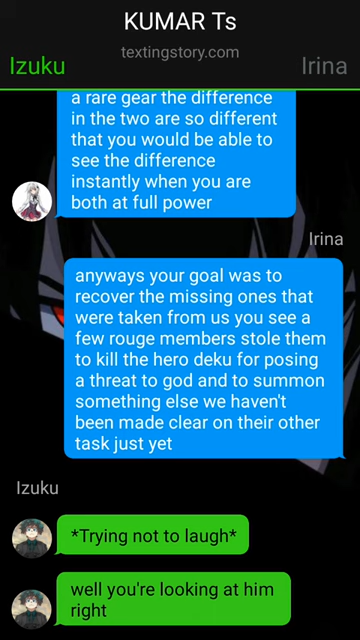 KUMAR Ts
textingstory.com
Izuku
Irina
a rare gear the difference
in the two are so different
that you would be able to
see the difference
instantly when you are
both at full power
Irina
anyways your goal was to
recover the missing ones that
were taken from us you see a
few rouge members stole them
to kill the hero deku for posing
a threat to god and to summon
something else we haven't
been made clear on their other
task just yet
Izuku
*Trying not to laugh*
well you're looking at him
right